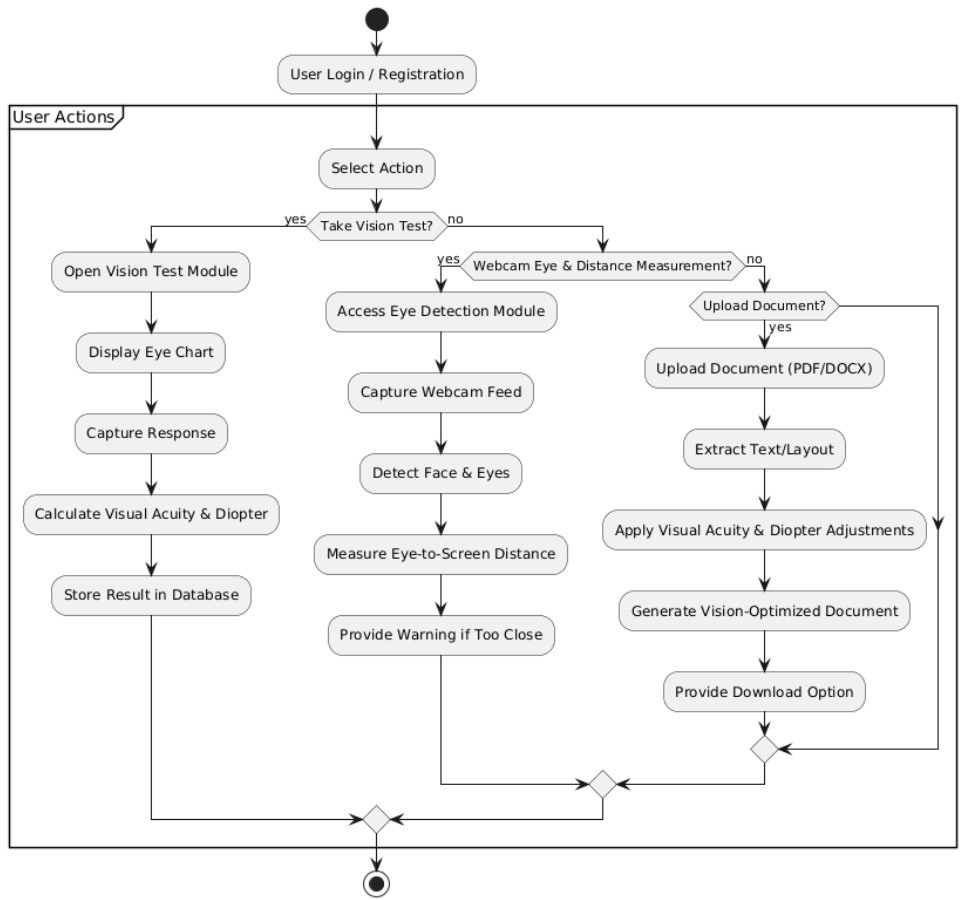 User Login / Registration
User Actions
Select Action
yes
Take Vision Test?
no
Open Vision Test Module
Display Eye Chart
Capture Response
Calculate Visual Acuity & Diopter
Store Result in Database
yes
Webcam Eye & Distance Measurement?
no
Access Eye Detection Module
Capture Webcam Feed
Detect Face & Eyes
Measure Eye-to-Screen Distance
Provide Warning if Too Close
Upload Document?
yes
Upload Document (PDF/DOCX)
Extract Text/Layout
Apply Visual Acuity & Diopter Adjustments
Generate Vision-Optimized Document
Provide Download Option